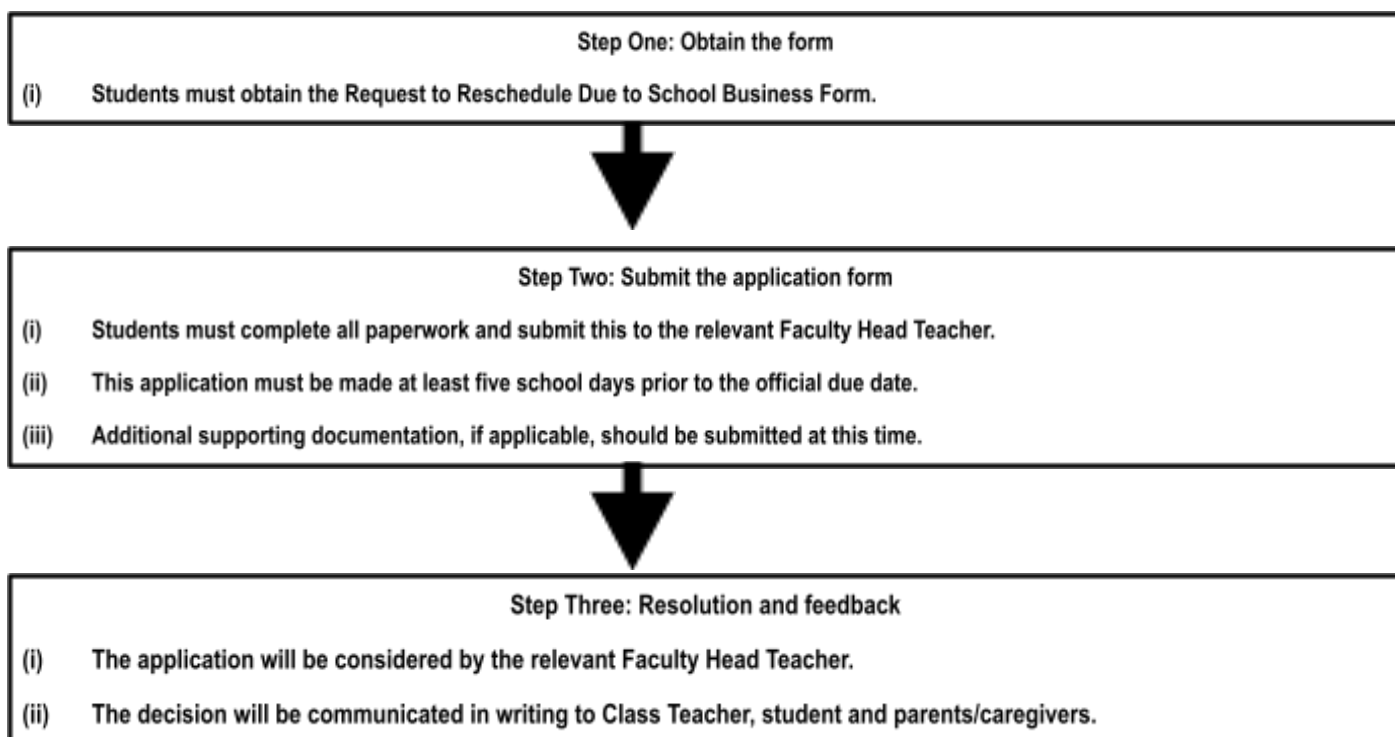 Step One: Obtain the form
(i) Students must obtain the Request to Reschedule Due to School Business Form.
Step Two: Submit the application form
(i) Students must complete all paperwork and submit this to the relevant Faculty Head Teacher.
(ii) This application must be made at least five school days prior to the official due date.
(iii) Additional supporting documentation, if applicable, should be submitted at this time.
Step Three: Resolution and feedback
(i) The application will be considered by the relevant Faculty Head Teacher.
(ii) The decision will be communicated in writing to Class Teacher, student and parents/caregivers.